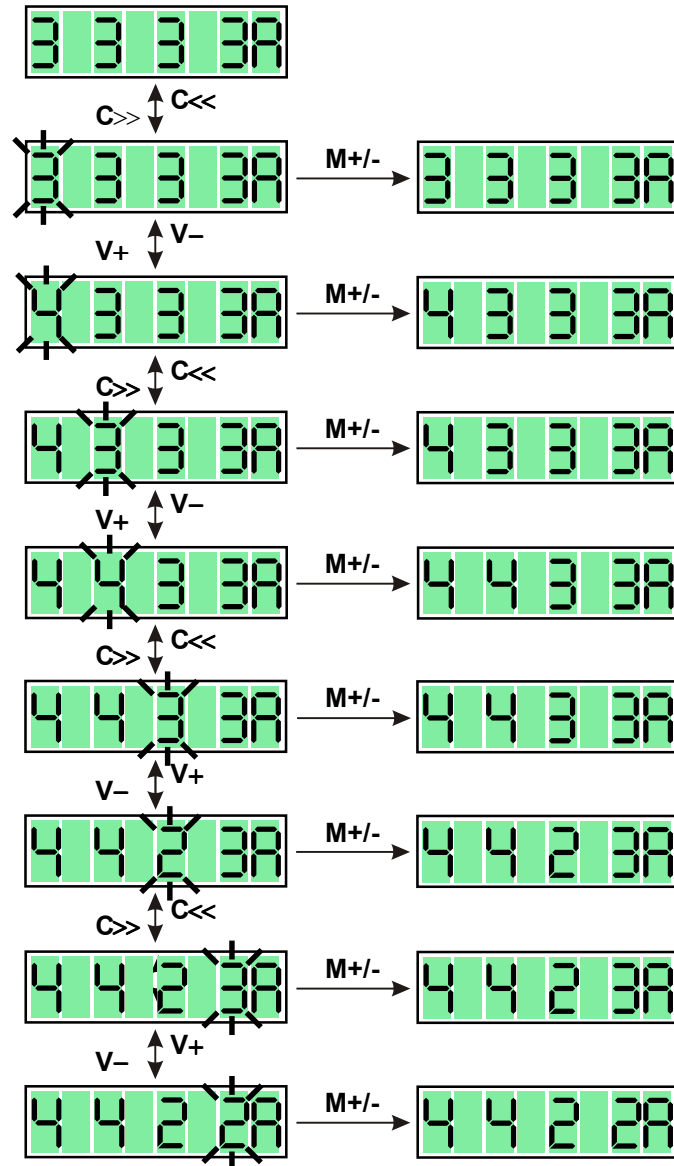 3 3 3 3A
C>> C<<
3 3 3 3A M+/- 3 3 3 3A
V+ V−
4 3 3 3A M+/- 4 3 3 3A
C>> C<<
4 3 3 3A M+/- 4 3 3 3A
V+ V−
4 4 3 3A M+/- 4 4 3 3A
C>> C<<
4 4 3 3A M+/- 4 4 3 3A
V− V+
4 4 2 3A M+/- 4 4 2 3A
C>> C<<
4 4 2 3A M+/- 4 4 2 3A
V− V+
4 4 2 2A M+/- 4 4 2 2A